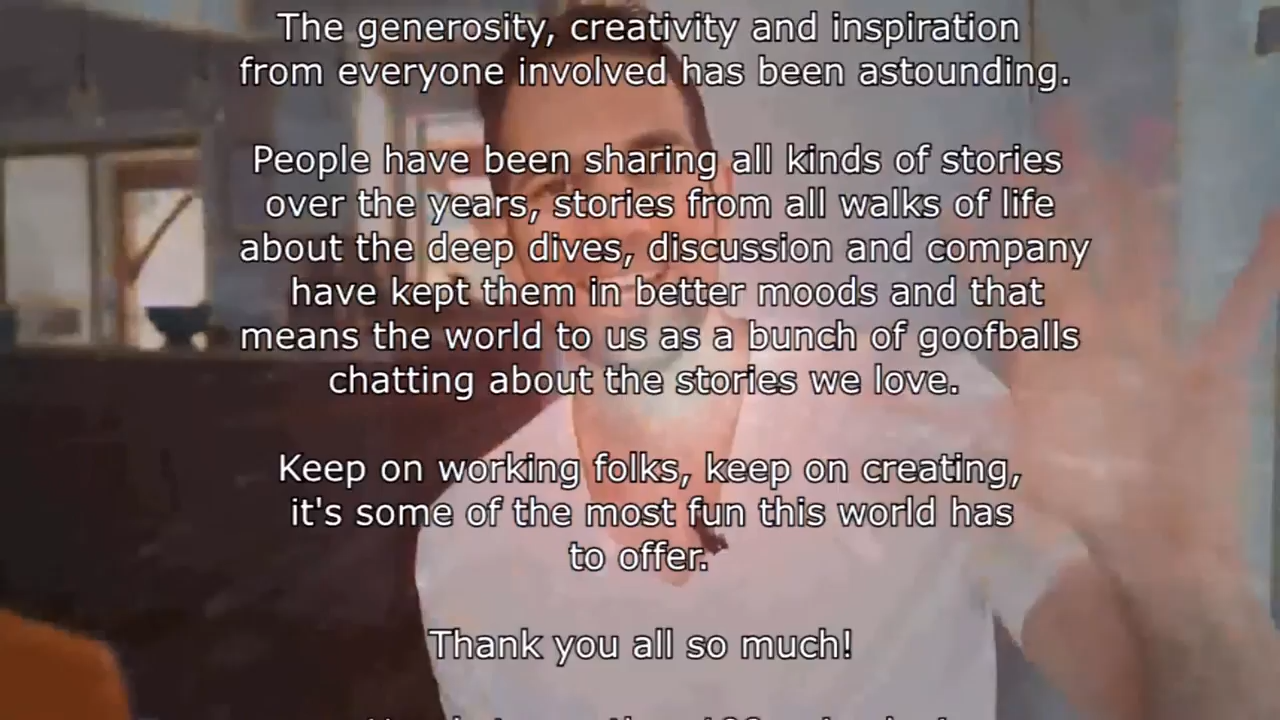 The generosity, creativity and inspiration
from everyone involved has been astounding.
People have been sharing all kinds of stories
over the years, stories from all walks of life
about the deep dives, discussion and company
have kept them in better moods and that
means the world to us as a bunch of goofballs
chatting about the stories we love.
Keep on working folks, keep on creating,
it's some of the most fun this world has
to offer.
Thank you all so much!